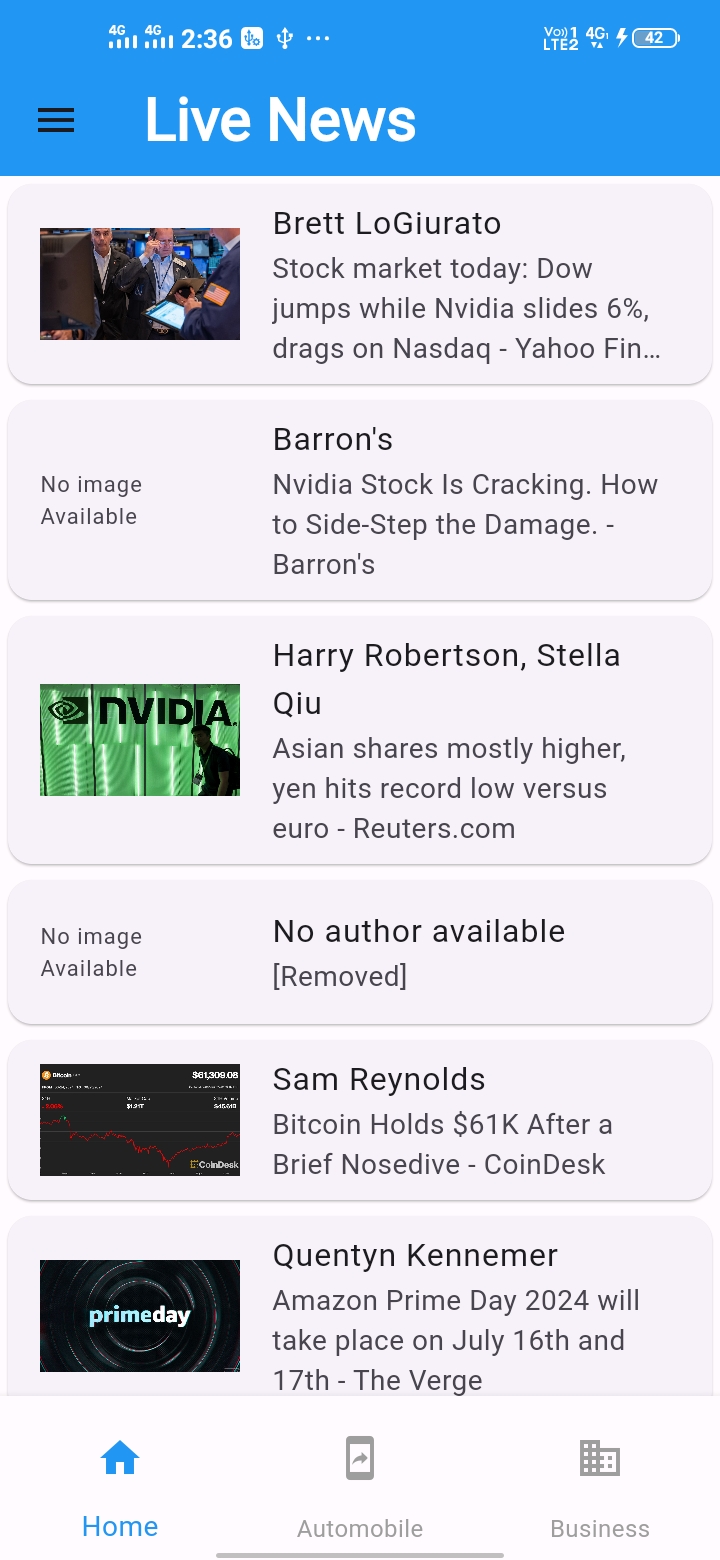 4G 4G 2:36 Vo)) 1 LTE2 4G 42
Live News
Brett LoGiurato
Stock market today: Dow
jumps while Nvidia slides 6%,
drags on Nasdaq - Yahoo Fin…
No image
Available
Barron's
Nvidia Stock Is Cracking. How
to Side-Step the Damage. -
Barron's
NVIDIA.
Harry Robertson, Stella
Qiu
Asian shares mostly higher,
yen hits record low versus
euro - Reuters.com
No image
Available
No author available
[Removed]
Bitcoin $61,309.08
$1.21T
CoinDesk
Sam Reynolds
Bitcoin Holds $61K After a
Brief Nosedive - CoinDesk
primeday
Quentyn Kennemer
Amazon Prime Day 2024 will
take place on July 16th and
17th - The Verge
Home Automobile Business